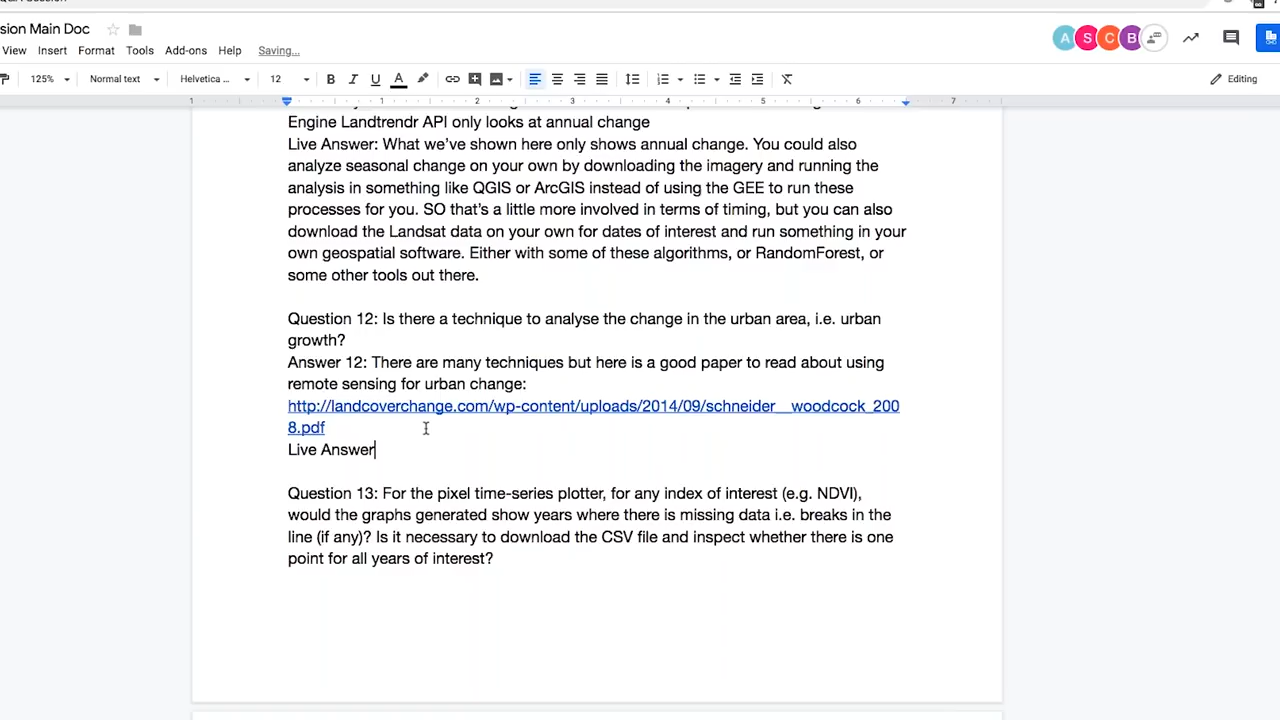 sion Main Doc
View Insert Format Tools Add-ons Help Saving...
A S C B
125% Normal text Helvetica ... 12 B I U A Editing
1 1 2 3 4 5 6 7
Engine Landtrendr API only looks at annual change
Live Answer: What we've shown here only shows annual change. You could also
analyze seasonal change on your own by downloading the imagery and running the
analysis in something like QGIS or ArcGIS instead of using the GEE to run these
processes for you. SO that's a little more involved in terms of timing, but you can also
download the Landsat data on your own for dates of interest and run something in your
own geospatial software. Either with some of these algorithms, or RandomForest, or
some other tools out there.
Question 12: Is there a technique to analyse the change in the urban area, i.e. urban
growth?
Answer 12: There are many techniques but here is a good paper to read about using
remote sensing for urban change:
http://landcoverchange.com/wp-content/uploads/2014/09/schneider__woodcock_200
8.pdf
Live Answer
Question 13: For the pixel time-series plotter, for any index of interest (e.g. NDVI),
would the graphs generated show years where there is missing data i.e. breaks in the
line (if any)? Is it necessary to download the CSV file and inspect whether there is one
point for all years of interest?